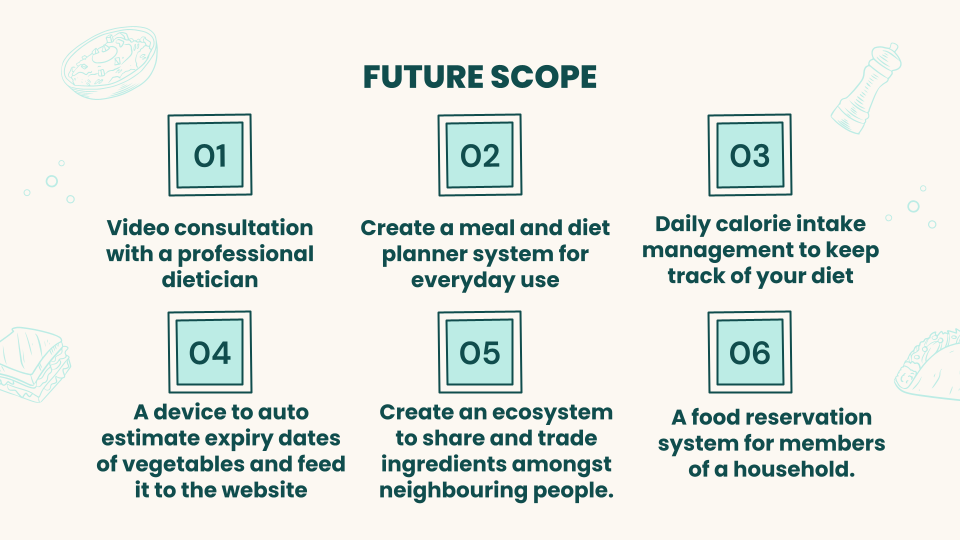 FUTURE SCOPE
01
Video consultation
with a professional
dietician
02
Create a meal and diet
planner system for
everyday use
03
Daily calorie intake
management to keep
track of your diet
04
A device to auto
estimate expiry dates
of vegetables and feed
it to the website
05
Create an ecosystem
to share and trade
ingredients amongst
neighbouring people.
06
A food reservation
system for members
of a household.